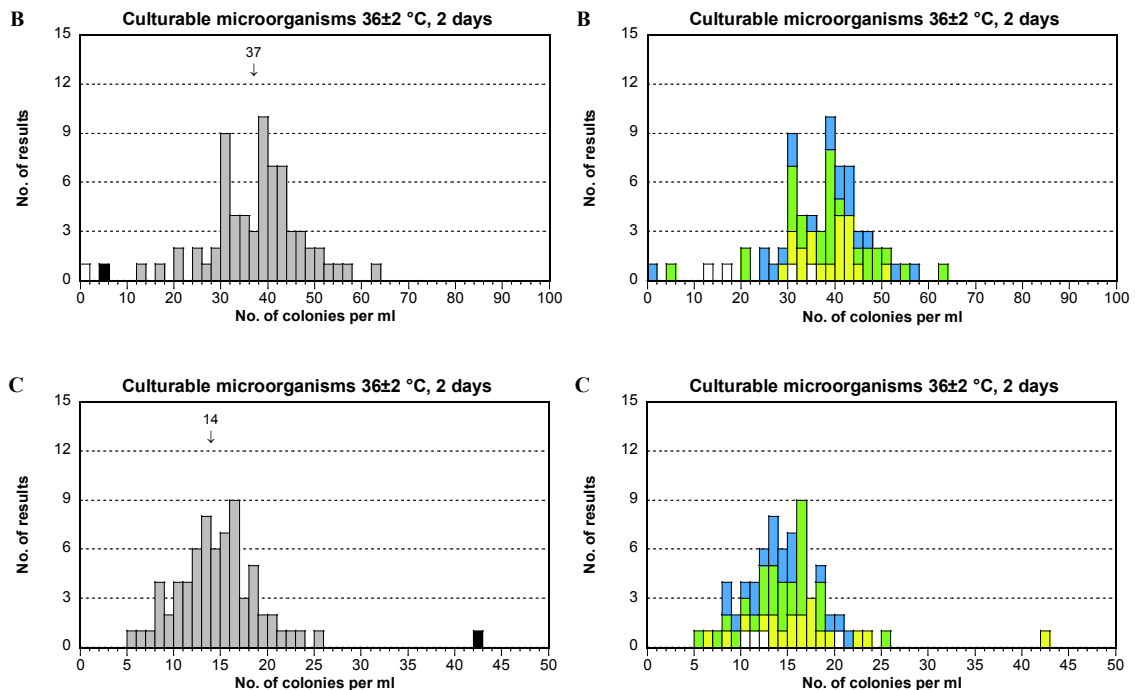 B
Culturable microorganisms 36±2 °C, 2 days
15
12
9
6
3
0
No. of results
37
↓
0 10 20 30 40 50 60 70 80 90 100
No. of colonies per ml
Culturable microorganisms 36±2 °C, 2 days
B
15
12
9
6
3
0
No. of results
0 10 20 30 40 50 60 70 80 90 100
No. of colonies per ml
C
Culturable microorganisms 36±2 °C, 2 days
15
12
9
6
3
0
No. of results
14
↓
0 5 10 15 20 25 30 35 40 45 50
No. of colonies per ml
C
Culturable microorganisms 36±2 °C, 2 days
15
12
9
6
3
0
No. of results
0 5 10 15 20 25 30 35 40 45 50
No. of colonies per ml